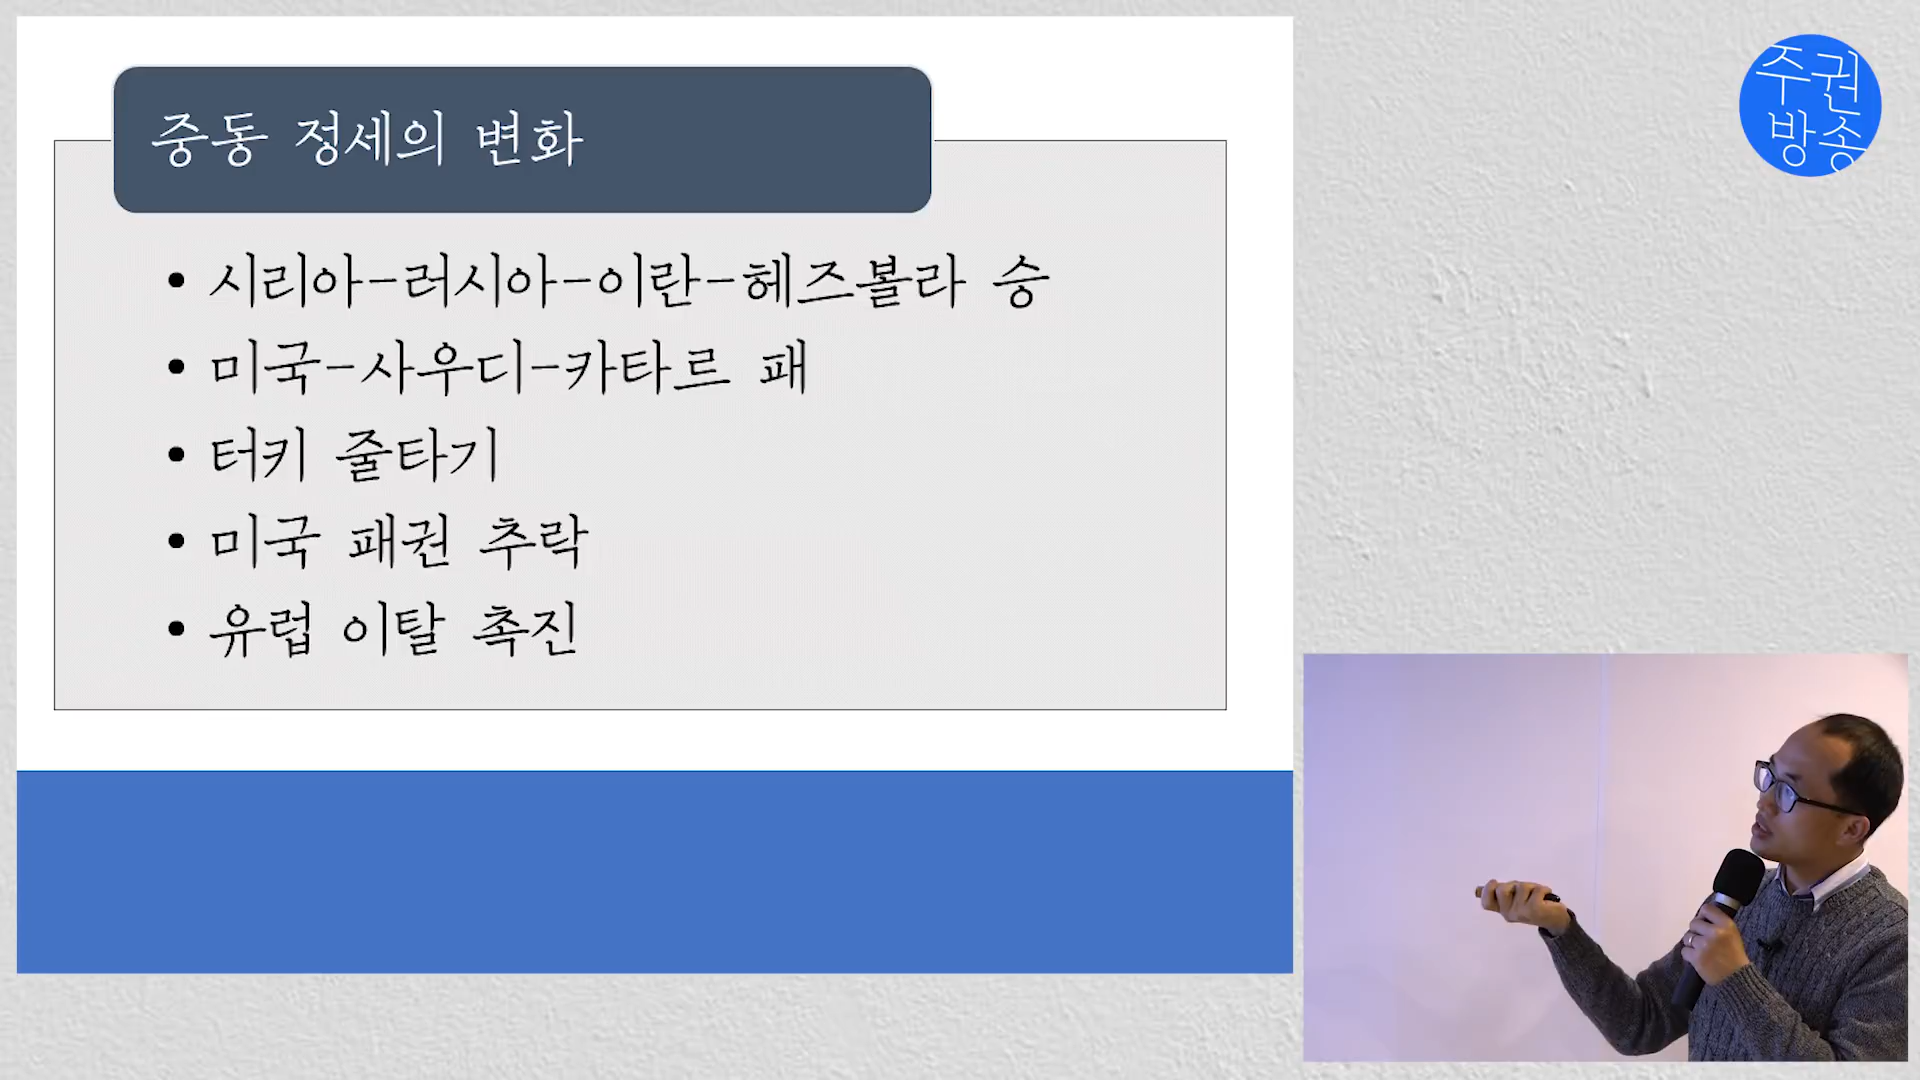 중동 정세의 변화
• 시리아-러시아-이란-헤즈볼라 승
• 미국-사우디-카타르 패
• 터키 줄타기
• 미국 패권 추락
• 유럽 이탈 촉진
주권
방송